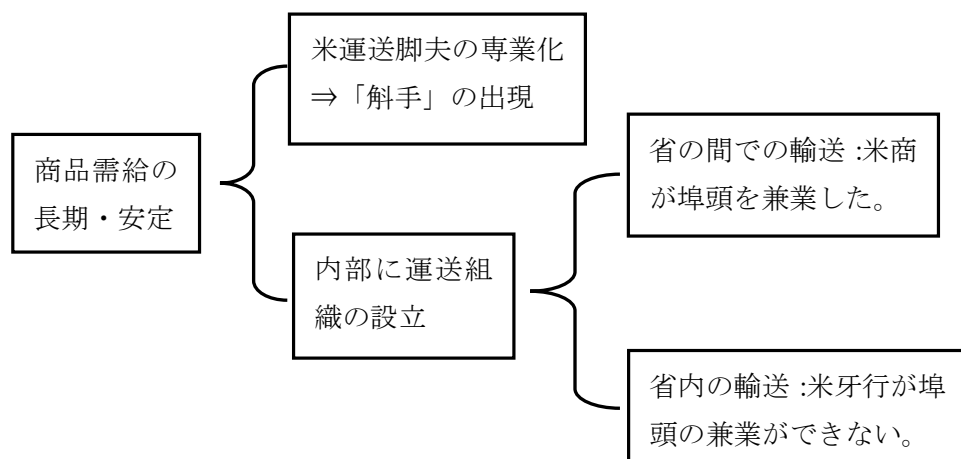 商品需給の
長期・安定
米運送脚夫の専業化
⇒「斛手」の出現
内部に運送組
織の設立
省の間での輸送:米商
が埠頭を兼業した。
省内の輸送:米牙行が埠
頭の兼業ができない。